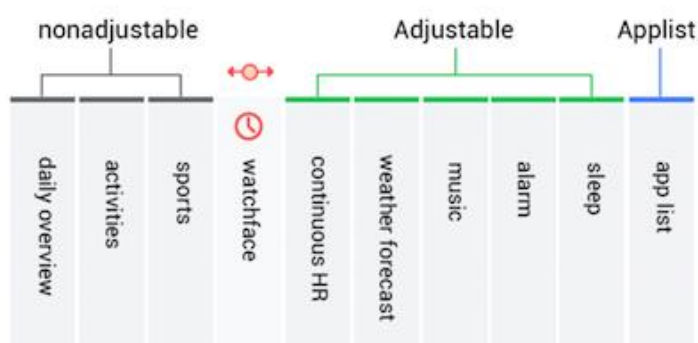 nonadjustable
Adjustable
Applist
daily overview
activities
sports
watchface
continuous HR
weather forecast
music
alarm
sleep
app list